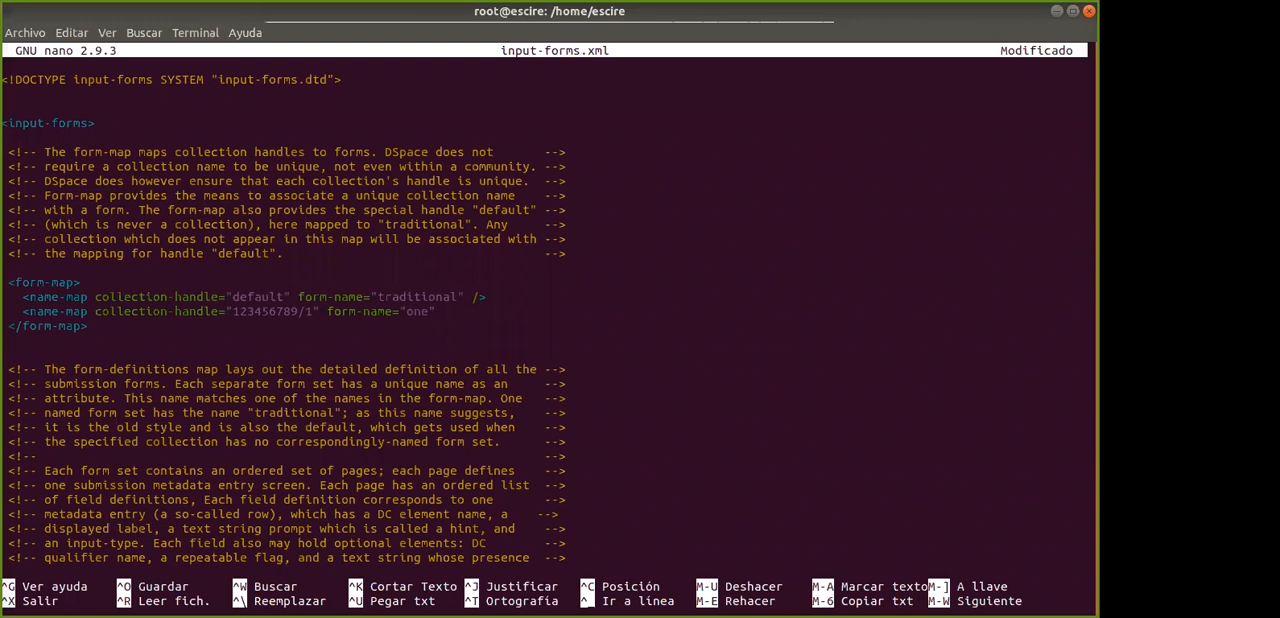 root@escire: /home/escire
Archivo Editar Ver Buscar Terminal Ayuda
GNU nano 2.9.3 input-forms.xml Modificado
<!DOCTYPE input-forms SYSTEM "input-forms.dtd">
<input-forms>
<!-- The form-map maps collection handles to forms. DSpace does not -->
<!-- require a collection name to be unique, not even within a community. -->
<!-- DSpace does however ensure that each collection's handle is unique. -->
<!-- Form-map provides the means to associate a unique collection name -->
<!-- with a form. The form-map also provides the special handle "default" -->
<!-- (which is never a collection), here mapped to "traditional". Any -->
<!-- collection which does not appear in this map will be associated with -->
<!-- the mapping for handle "default". -->
<form-map>
<name-map collection-handle="default" form-name="traditional" />
<name-map collection-handle="123456789/1" form-name="one"
</form-map>
<!-- The form-definitions map lays out the detailed definition of all the -->
<!-- submission forms. Each separate form set has a unique name as an -->
<!-- attribute. This name matches one of the names in the form-map. One -->
<!-- named form set has the name "traditional"; as this name suggests, -->
<!-- it is the old style and is also the default, which gets used when -->
<!-- the specified collection has no correspondingly-named form set. -->
<!-- -->
<!-- Each form set contains an ordered set of pages; each page defines -->
<!-- one submission metadata entry screen. Each page has an ordered list -->
<!-- of field definitions, Each field definition corresponds to one -->
<!-- metadata entry (a so-called row), which has a DC element name, a -->
<!-- displayed label, a text string prompt which is called a hint, and -->
<!-- an input-type. Each field also may hold optional elements: DC -->
<!-- qualifier name, a repeatable flag, and a text string whose presence -->
^G Ver ayuda ^O Guardar ^W Buscar ^K Cortar Texto ^J Justificar ^C Posición M-U Deshacer M-A Marcar texto M-] A llave
^X Salir ^R Leer fich. ^\ Reemplazar ^U Pegar txt ^T Ortografía ^_ Ir a línea M-E Rehacer M-6 Copiar txt M-W Siguiente